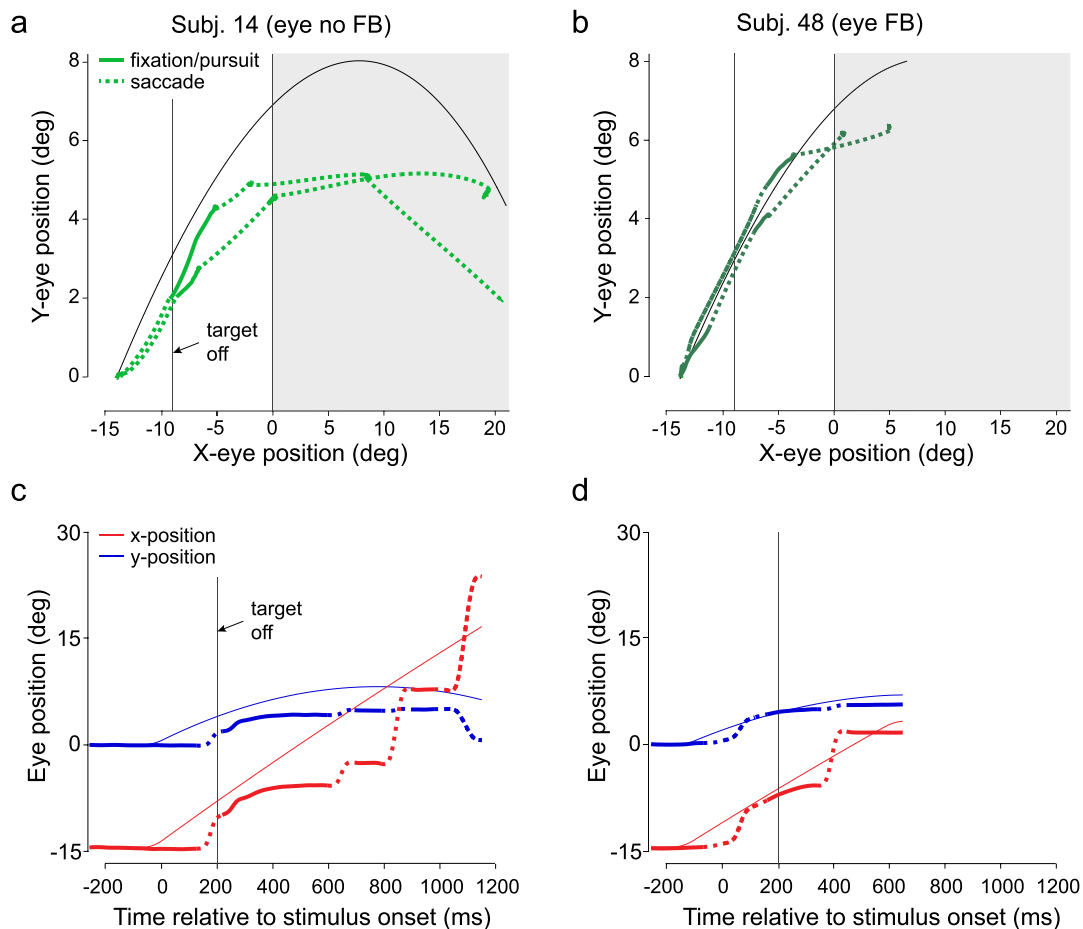 a
Subj. 14 (eye no FB)
fixation/pursuit
saccade
8
6
4
2
0
Y-eye position (deg)
target
off
-15
-10
-5
0
5
10
15
20
X-eye position (deg)
b
Subj. 48 (eye FB)
8
6
4
2
0
Y-eye position (deg)
-15
-10
-5
0
5
10
15
20
X-eye position (deg)
c
x-position
y-position
30
15
0
-15
Eye position (deg)
target
off
-200
0
200
400
600
800
1000
1200
Time relative to stimulus onset (ms)
d
30
15
0
-15
Eye position (deg)
-200
0
200
400
600
800
1000
1200
Time relative to stimulus onset (ms)